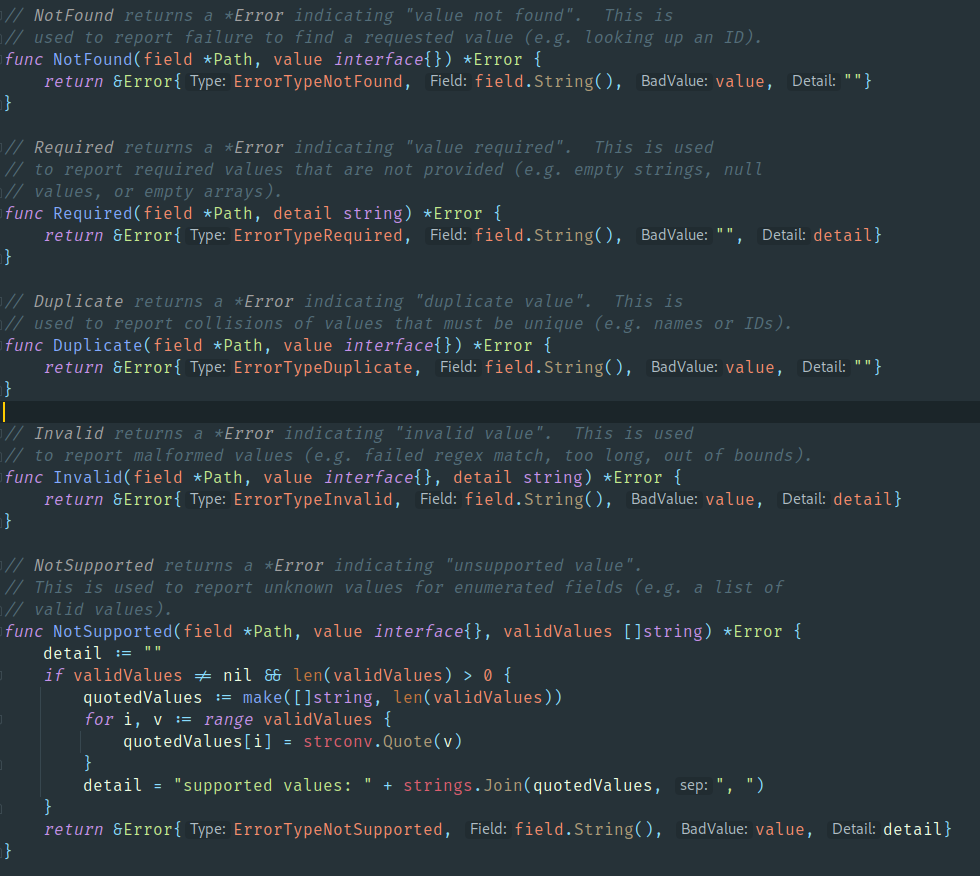 // NotFound returns a *Error indicating "value not found".  This is
// used to report failure to find a requested value (e.g. looking up an ID).
func NotFound(field *Path, value interface{}) *Error {
    return &Error{ Type: ErrorTypeNotFound,  Field: field.String(),  BadValue: value,  Detail: ""}
}

// Required returns a *Error indicating "value required".  This is used
// to report required values that are not provided (e.g. empty strings, null
// values, or empty arrays).
func Required(field *Path, detail string) *Error {
    return &Error{ Type: ErrorTypeRequired,  Field: field.String(),  BadValue: "",  Detail: detail}
}

// Duplicate returns a *Error indicating "duplicate value".  This is
// used to report collisions of values that must be unique (e.g. names or IDs).
func Duplicate(field *Path, value interface{}) *Error {
    return &Error{ Type: ErrorTypeDuplicate,  Field: field.String(),  BadValue: value,  Detail: ""}
}

// Invalid returns a *Error indicating "invalid value".  This is used
// to report malformed values (e.g. failed regex match, too long, out of bounds).
func Invalid(field *Path, value interface{}, detail string) *Error {
    return &Error{ Type: ErrorTypeInvalid,  Field: field.String(),  BadValue: value,  Detail: detail}
}

// NotSupported returns a *Error indicating "unsupported value".
// This is used to report unknown values for enumerated fields (e.g. a list of
// valid values).
func NotSupported(field *Path, value interface{}, validValues []string) *Error {
    detail := ""
    if validValues ≠ nil && len(validValues) > 0 {
        quotedValues := make([]string, len(validValues))
        for i, v := range validValues {
            quotedValues[i] = strconv.Quote(v)
        }
        detail = "supported values: " + strings.Join(quotedValues,  sep: ", ")
    }
    return &Error{ Type: ErrorTypeNotSupported,  Field: field.String(),  BadValue: value,  Detail: detail}
}